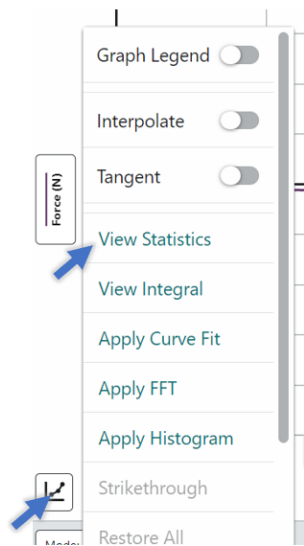 Graph Legend
Interpolate
Tangent
Force (N)
View Statistics
View Integral
Apply Curve Fit
Apply FFT
Apply Histogram
Strikethrough
Restore All